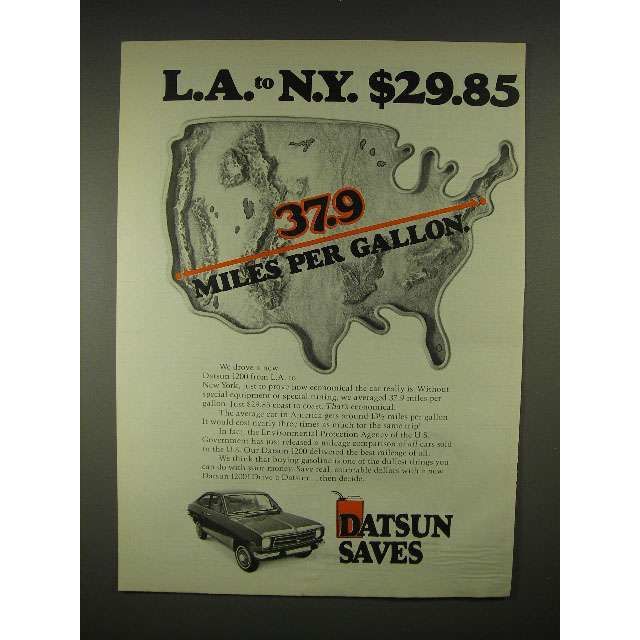 L.A. to N.Y. $29.85
37.9
MILES PER GALLON.
We drove a new
Datsun 1200 from L.A. to
New York, just to prove how economical the car really is. Without
special equipment or special tuning, we averaged 37.9 miles per
gallon. Just $29.85 coast to coast. That's economical.
The average car in America gets around 13½ miles per gallon.
It would cost nearly three times as much for the same trip!
In fact, the Environmental Protection Agency of the U.S.
Government has just released a mileage comparison of all cars sold
in the U.S. Our Datsun 1200 delivered the best mileage of all.
We think that buying gasoline is one of the dullest things you
can do with your money. Save real, spendable dollars with a new
Datsun 1200! Drive a Datsun...then decide.
DATSUN
SAVES